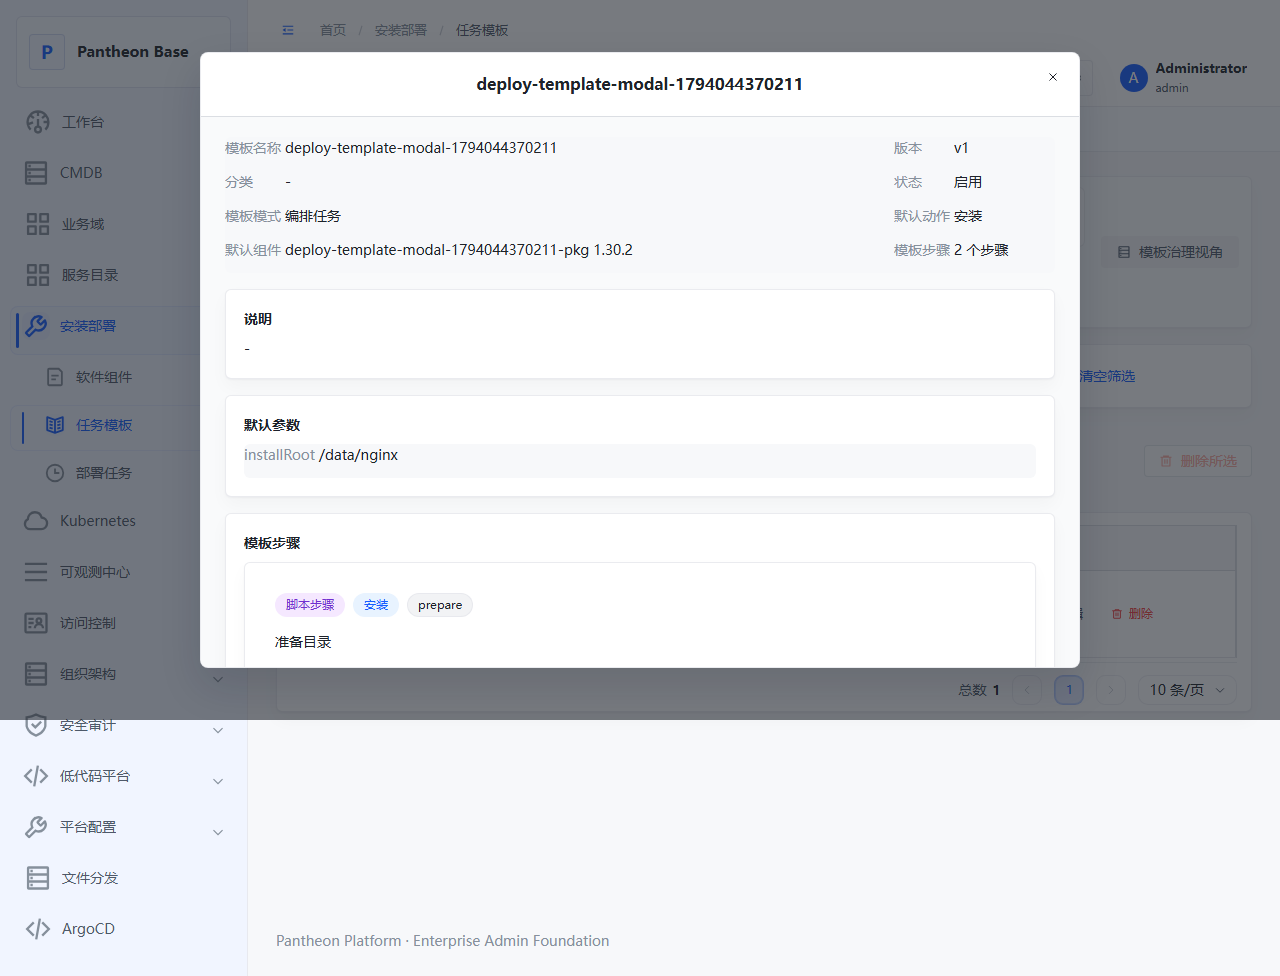 P Pantheon Base
首页 / 安装部署 / 任务模板
A Administrator
admin
工作台
CMDB
业务域
服务目录
安装部署
软件组件
任务模板
部署任务
Kubernetes
可观测中心
访问控制
组织架构
安全审计
低代码平台
平台配置
文件分发
ArgoCD
deploy-template-modal-1794044370211
模板名称 deploy-template-modal-1794044370211 版本 v1
分类 - 状态 启用
模板模式 编排任务 默认动作 安装
默认组件 deploy-template-modal-1794044370211-pkg 1.30.2 模板步骤 2 个步骤
说明
-
默认参数
installRoot /data/nginx
模板步骤
脚本步骤 安装 prepare
准备目录
模板治理视角
清空筛选
删除所选
删除
总数 1 1 10 条/页
Pantheon Platform · Enterprise Admin Foundation